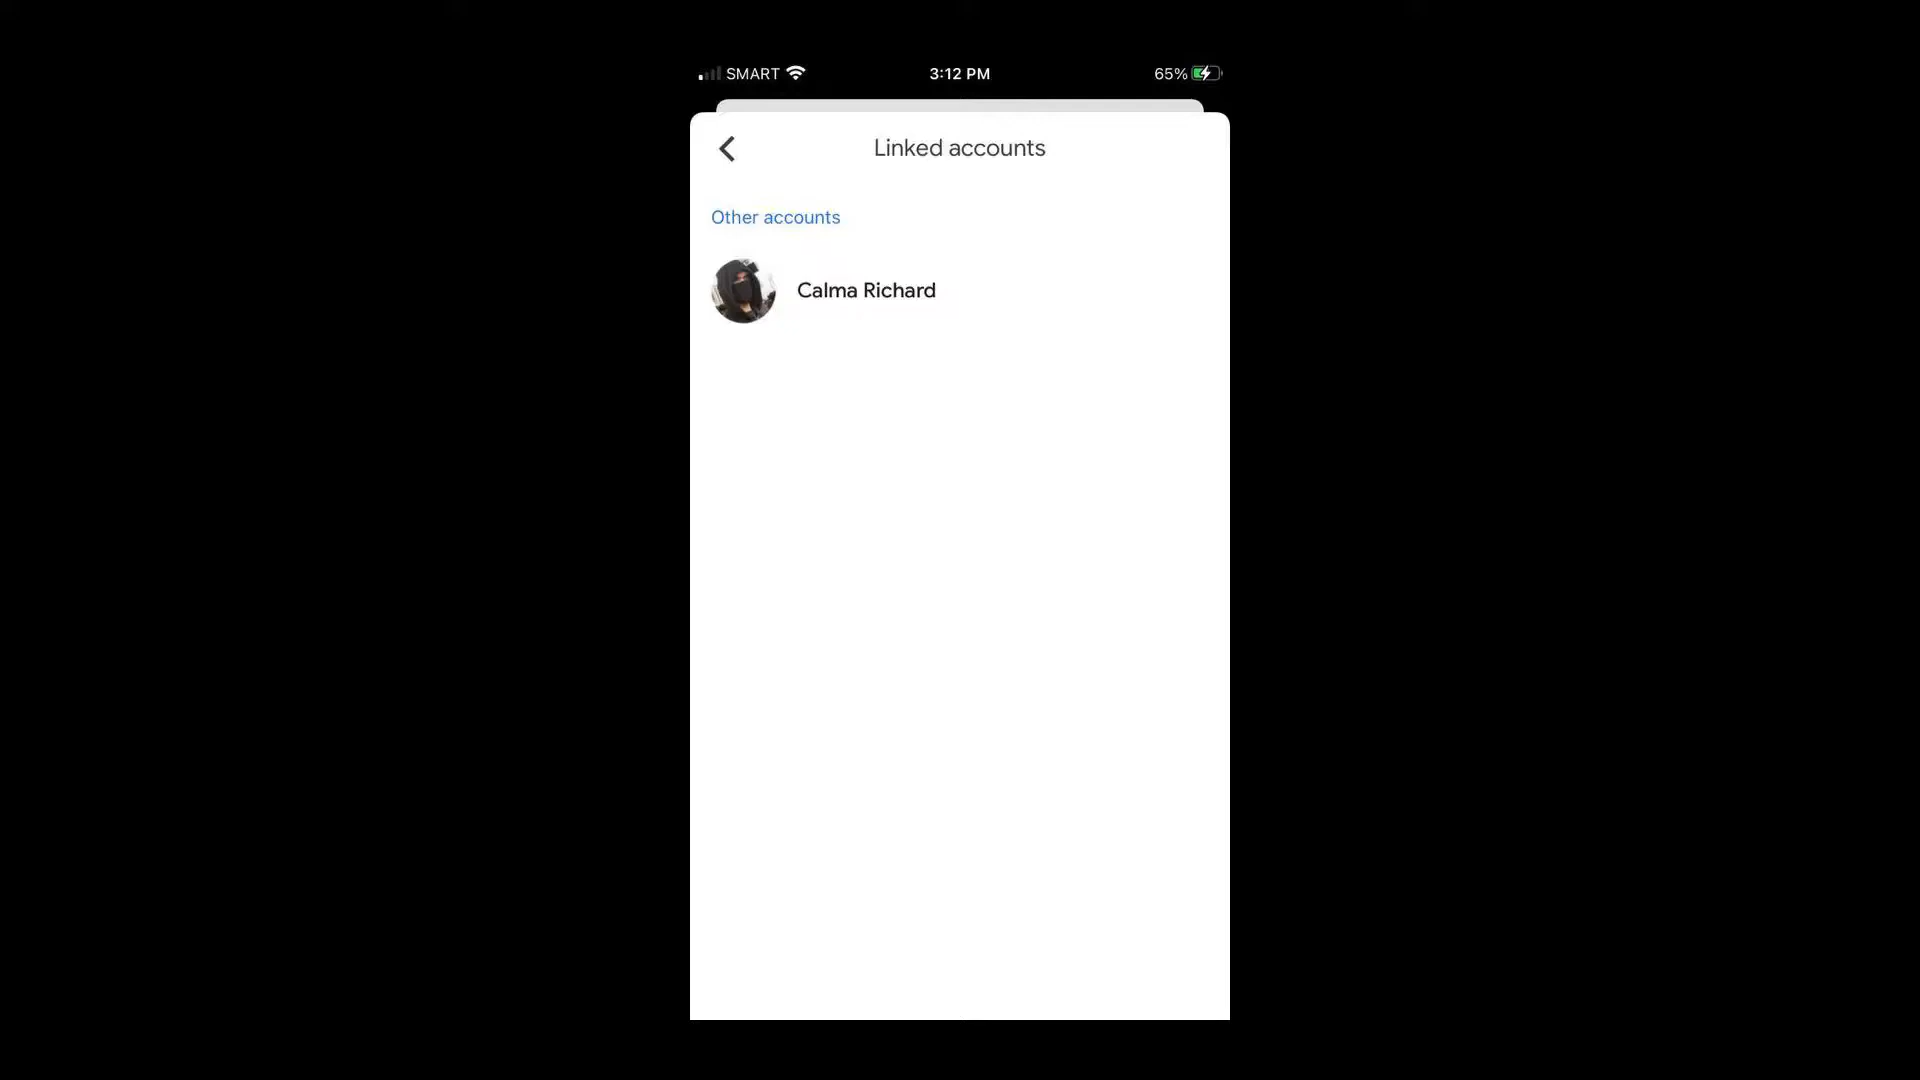 SMART 3:12 PM 65%
Linked accounts
Other accounts
Calma Richard